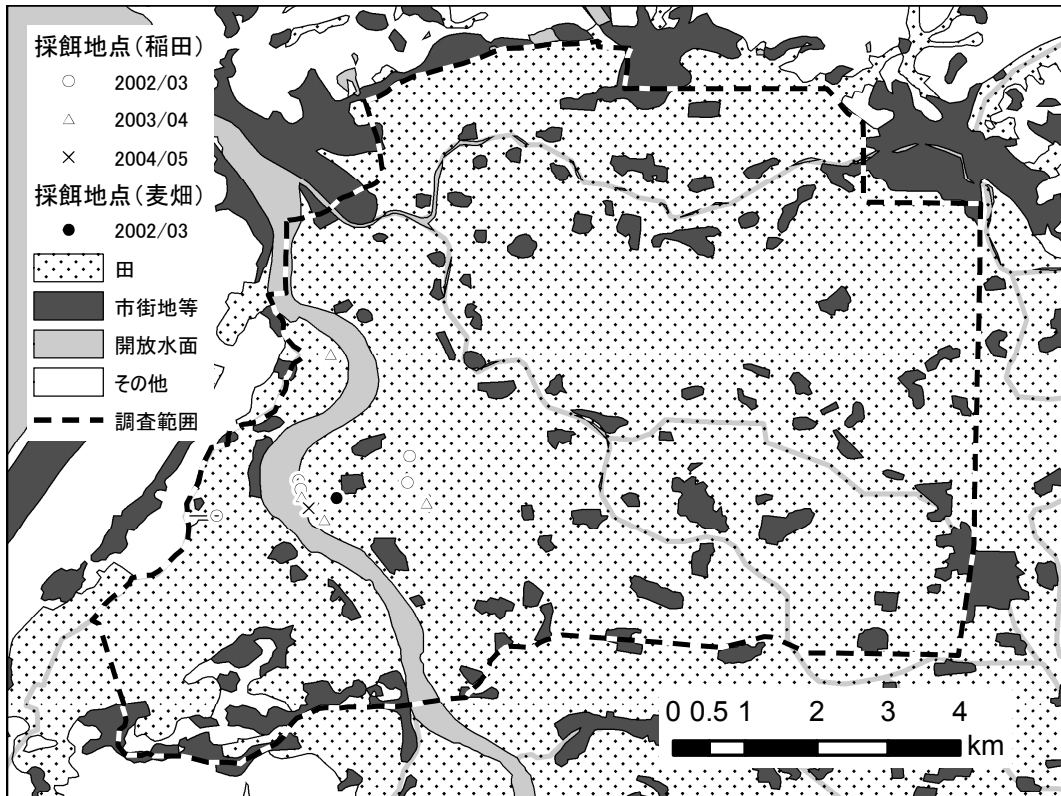 採餌地点(稲田)
2002/03
2003/04
2004/05
採餌地点(麦畑)
2002/03
田
市街地等
開放水面
その他
調査範囲
0 0.5 1 2 3 4
km